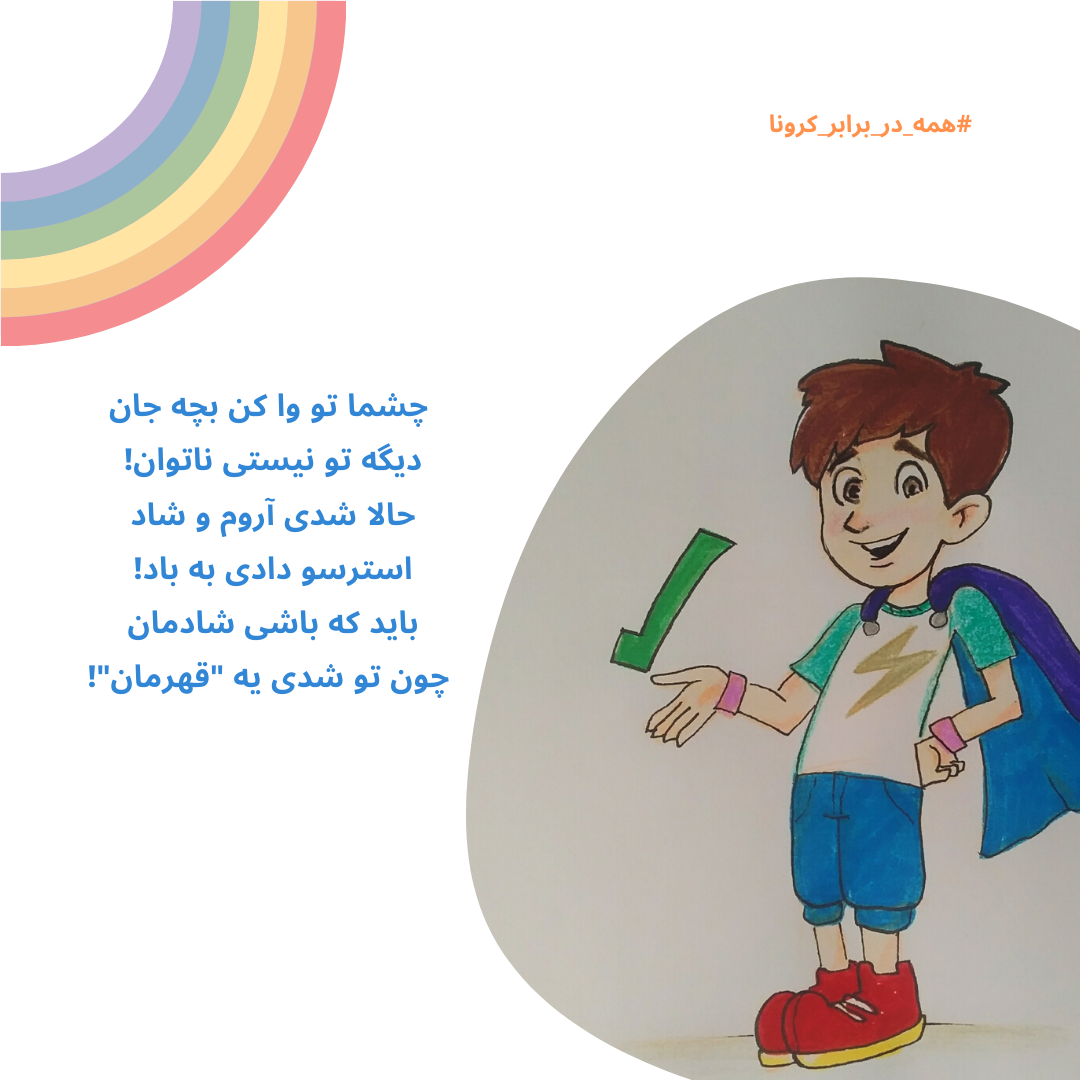 #همه_در_برابر_کرونا
چشما تو وا کن بچه جان
دیگه تو نیستی ناتوان!
حالا شدی آروم و شاد
استرسو دادی به باد!
باید که باشی شادمان
چون تو شدی یه "قهرمان"!